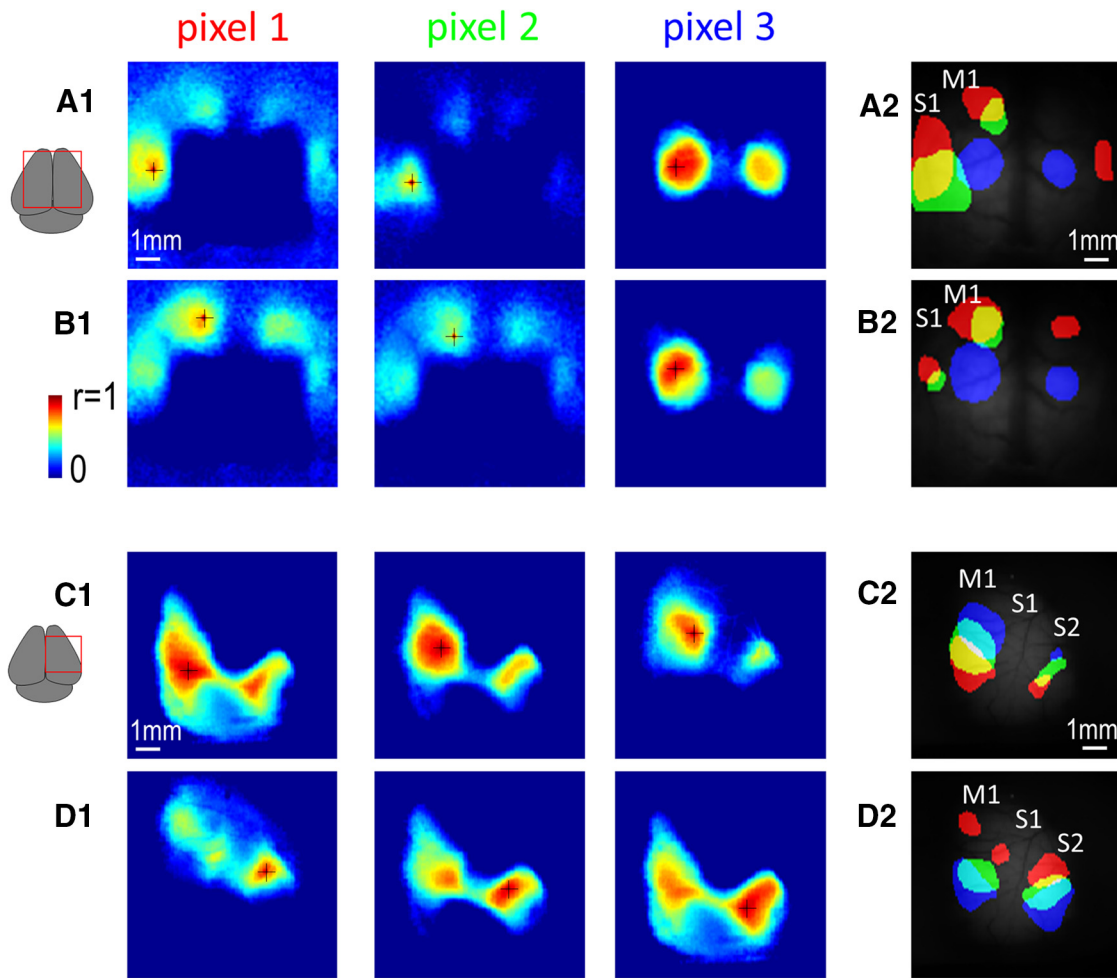 pixel 1
pixel 2
pixel 3
A1
1mm
A2
M1
S1
1mm
B1
r=1
0
B2
M1
S1
C1
1mm
C2
M1
S1
S2
1mm
D1
D2
M1
S1
S2